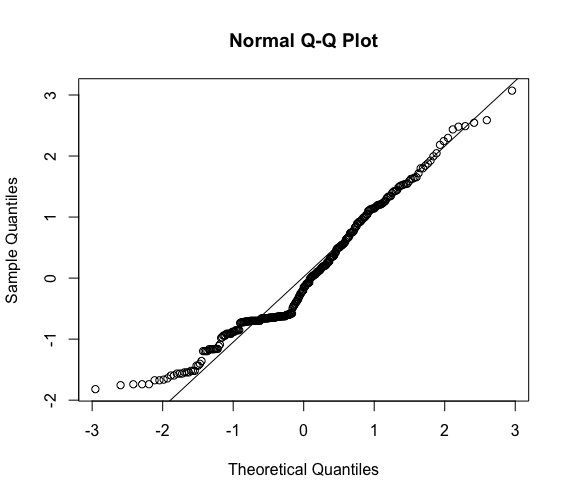 Normal Q-Q Plot
Sample Quantiles
3
2
1
0
-1
-2
-3 -2 -1 0 1 2 3
Theoretical Quantiles